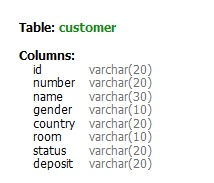 Table: customer
Columns:
id varchar(20)
number varchar(20)
name varchar(30)
gender varchar(10)
country varchar(20)
room varchar(10)
status varchar(20)
deposit varchar(20)